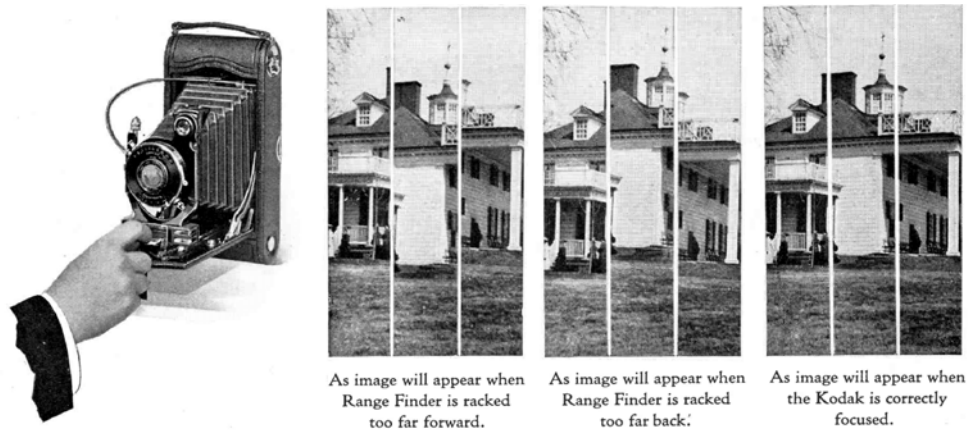 As image will appear when
Range Finder is racked
too far forward.
As image will appear when
Range Finder is racked
too far back.
As image will appear when
the Kodak is correctly
focused.